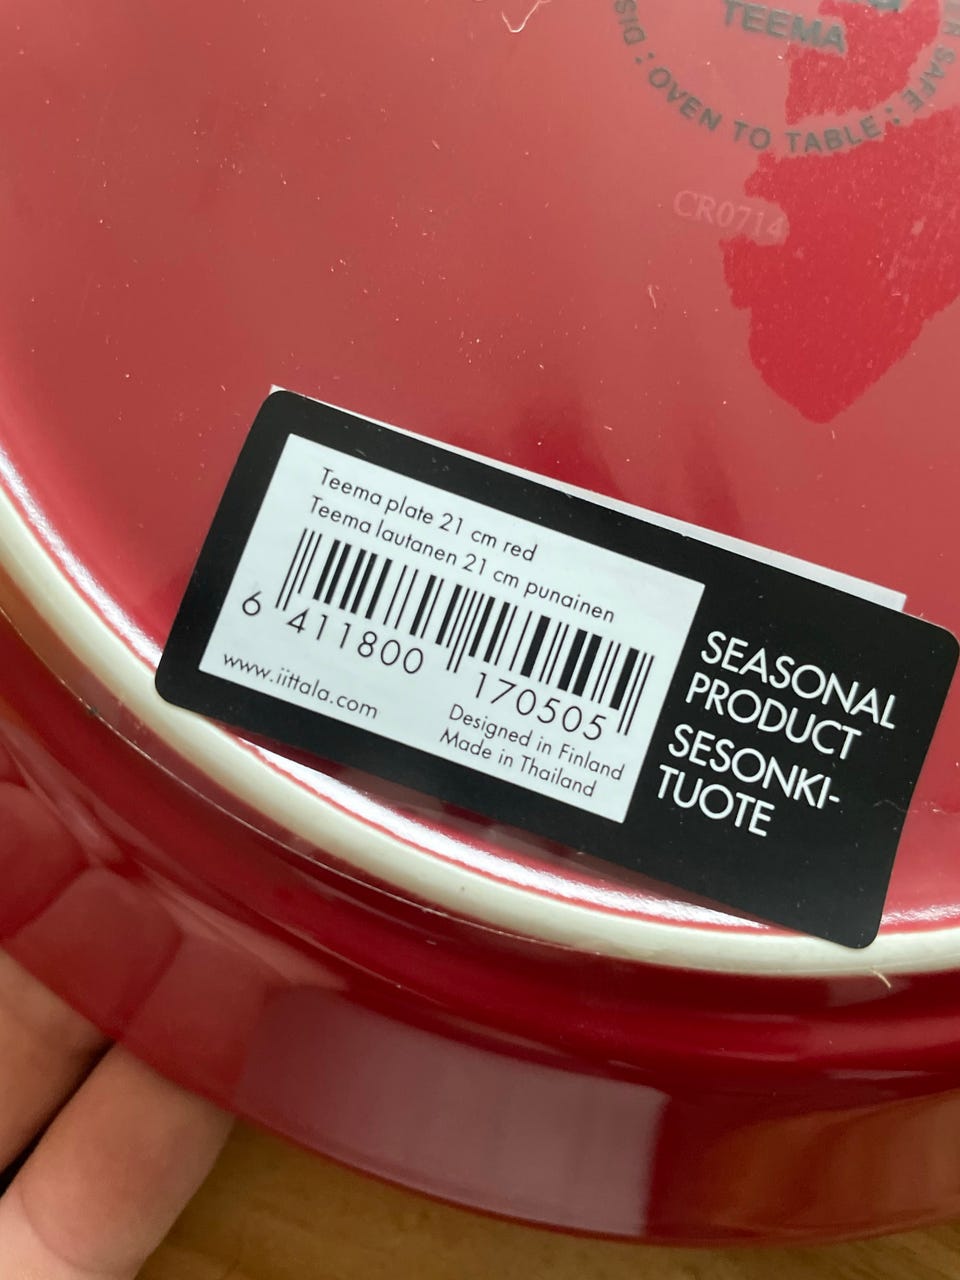 TEEMA
DIS : OVEN TO TABLE : SAFE
CR0714
Teema plate 21 cm red
Teema lautanen 21 cm punainen
6 411800 170505
www.iittala.com
Designed in Finland
Made in Thailand
SEASONAL
PRODUCT
SESONKI-
TUOTE